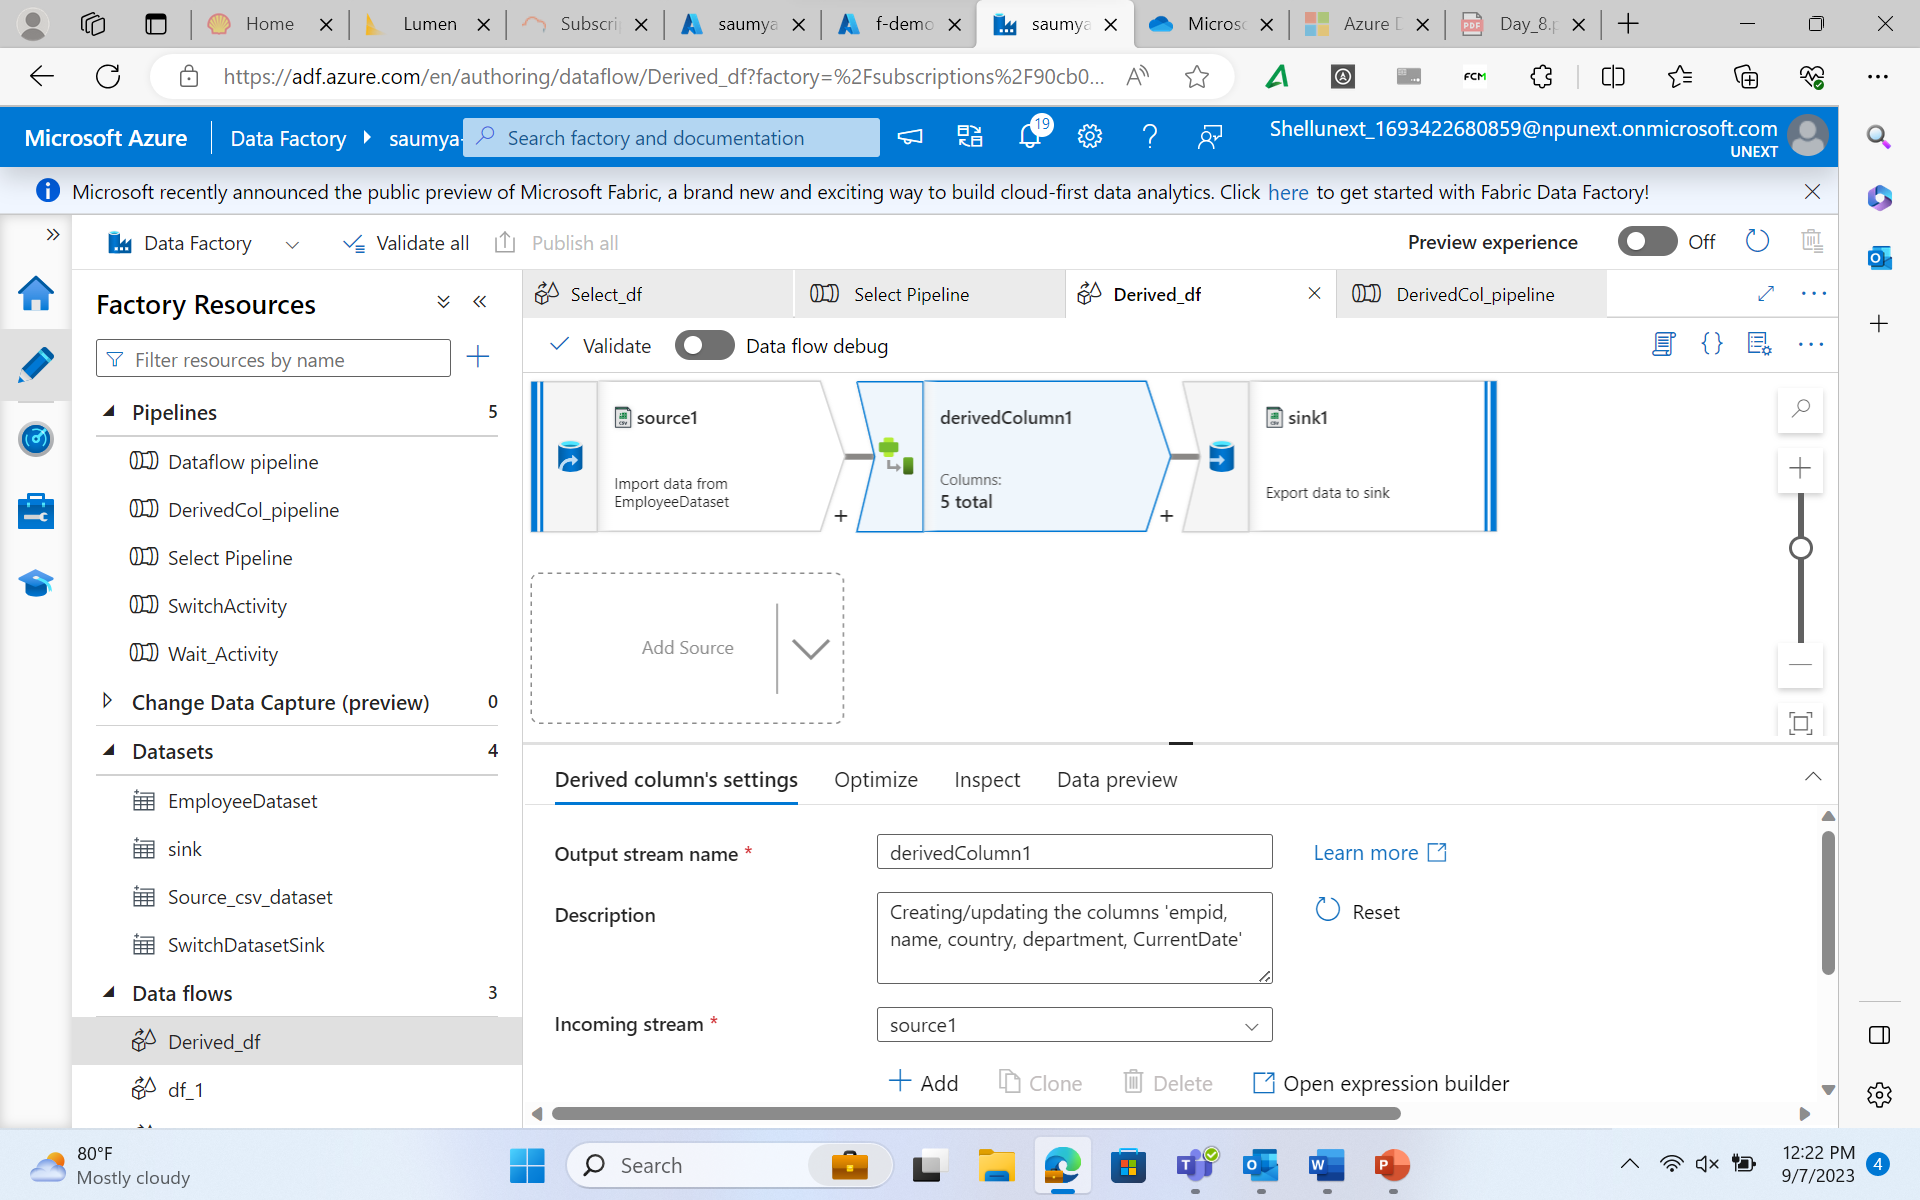 Home
Lumen
Subscri
saumya
f-demo
saumya
Microso
Azure D
Day_8.p
https://adf.azure.com/en/authoring/dataflow/Derived_df?factory=%2Fsubscriptions%2F90cb0...
FCM
Microsoft Azure
Data Factory
saumya-
Search factory and documentation
19
Shellunext_1693422680859@npunext.onmicrosoft.com
UNEXT
Microsoft recently announced the public preview of Microsoft Fabric, a brand new and exciting way to build cloud-first data analytics. Click here to get started with Fabric Data Factory!
Data Factory
Validate all
Publish all
Preview experience
Off
Factory Resources
Filter resources by name
Pipelines 5
Dataflow pipeline
DerivedCol_pipeline
Select Pipeline
SwitchActivity
Wait_Activity
Change Data Capture (preview) 0
Datasets 4
EmployeeDataset
sink
Source_csv_dataset
SwitchDatasetSink
Data flows 3
Derived_df
df_1
Select_df
Select Pipeline
Derived_df
DerivedCol_pipeline
Validate
Data flow debug
source1
Import data from
EmployeeDataset
derivedColumn1
Columns:
5 total
sink1
Export data to sink
Add Source
Derived column's settings
Optimize
Inspect
Data preview
Output stream name *
derivedColumn1
Learn more
Description
Creating/updating the columns 'empid,
name, country, department, CurrentDate'
Reset
Incoming stream *
source1
Add
Clone
Delete
Open expression builder
80°F
Mostly cloudy
Search
12:22 PM
9/7/2023
4